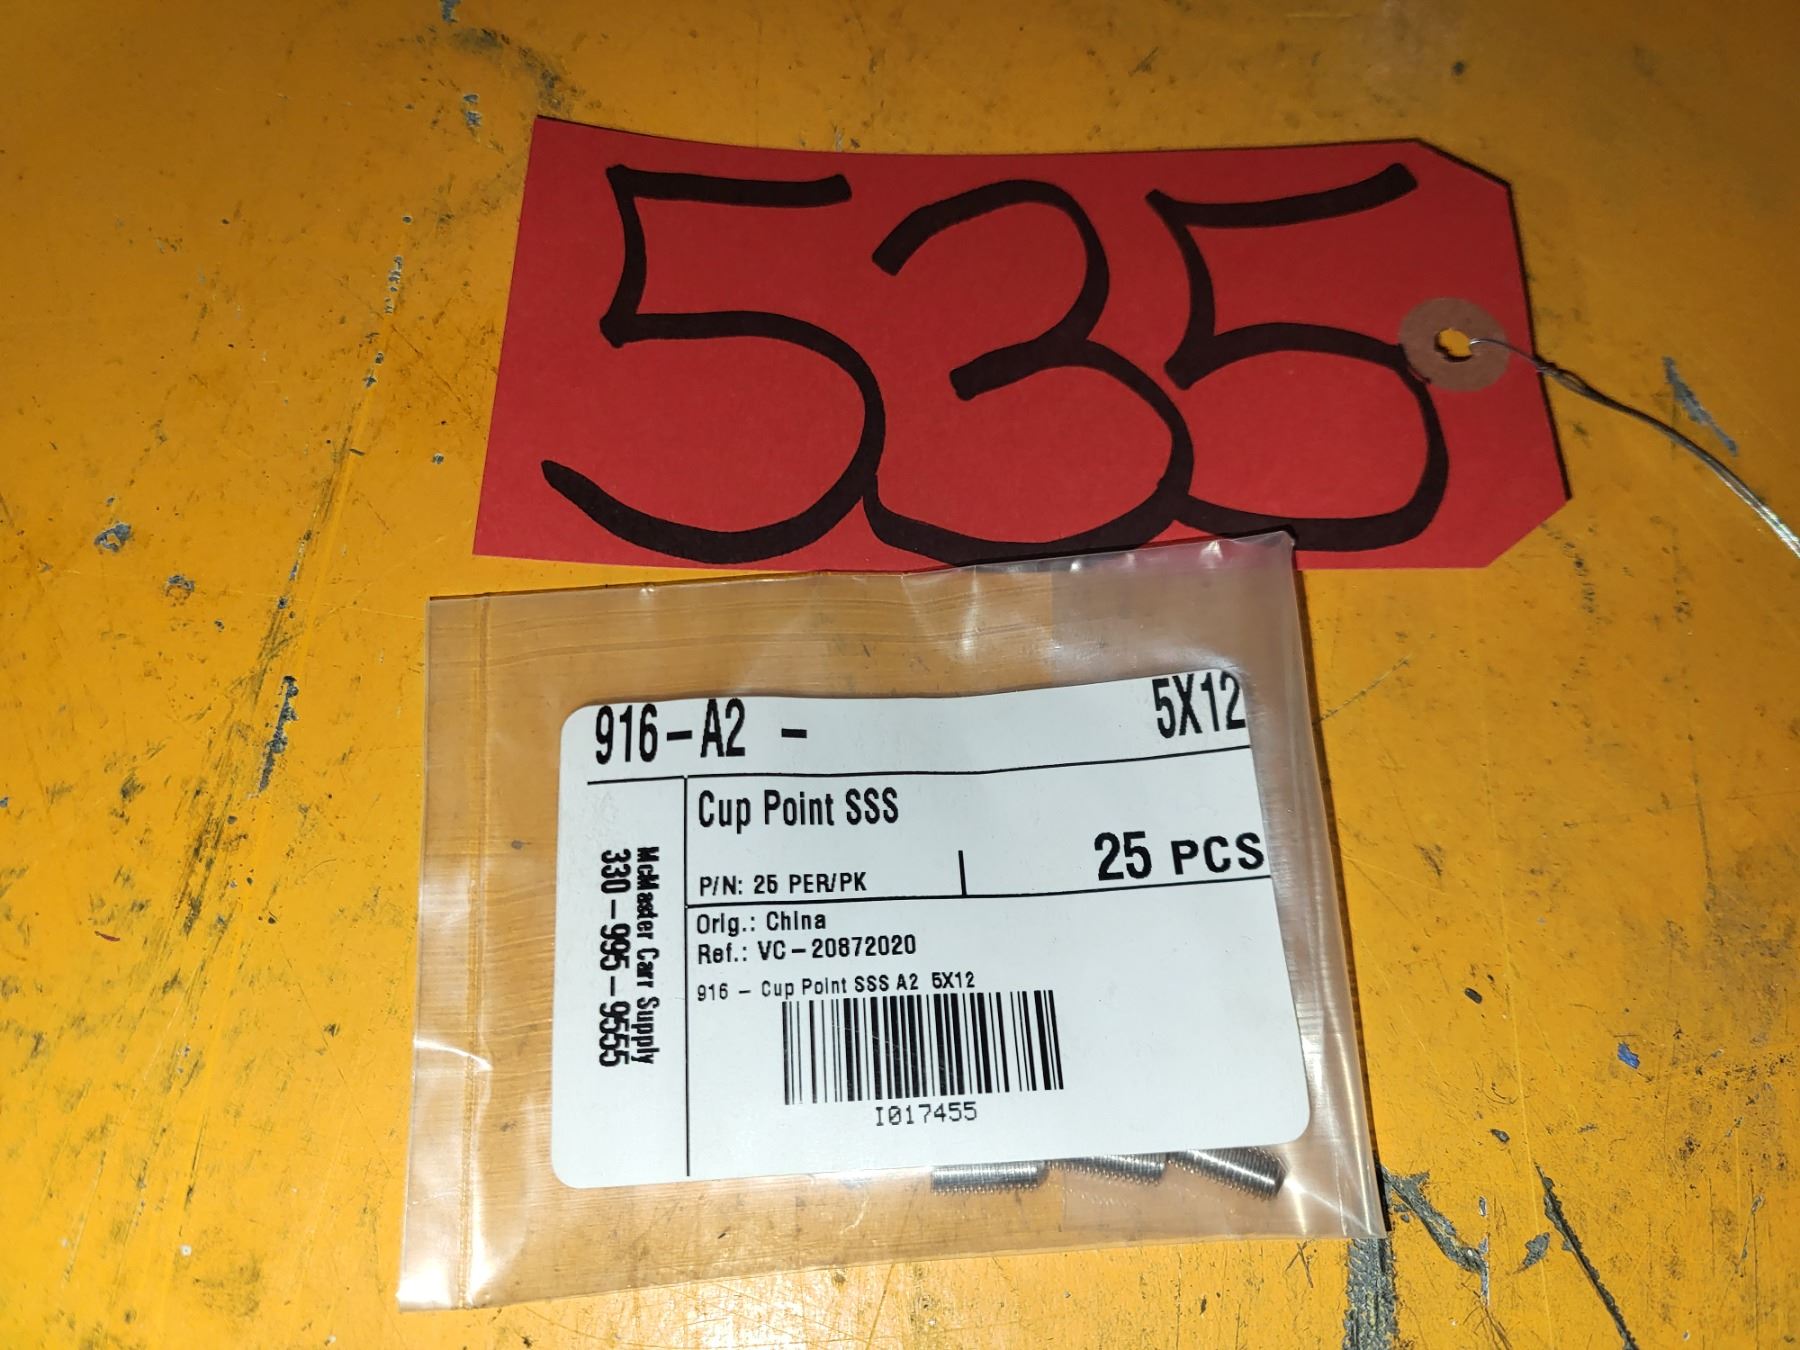 535
916-A2 - 5X12
Cup Point SSS
25 PCS
P/N: 25 PER/PK
Orig.: China
Ref.: VC-20872020
916 - Cup Point SSS A2 5X12
I017455
McMaster Carr Supply
330-995-9555